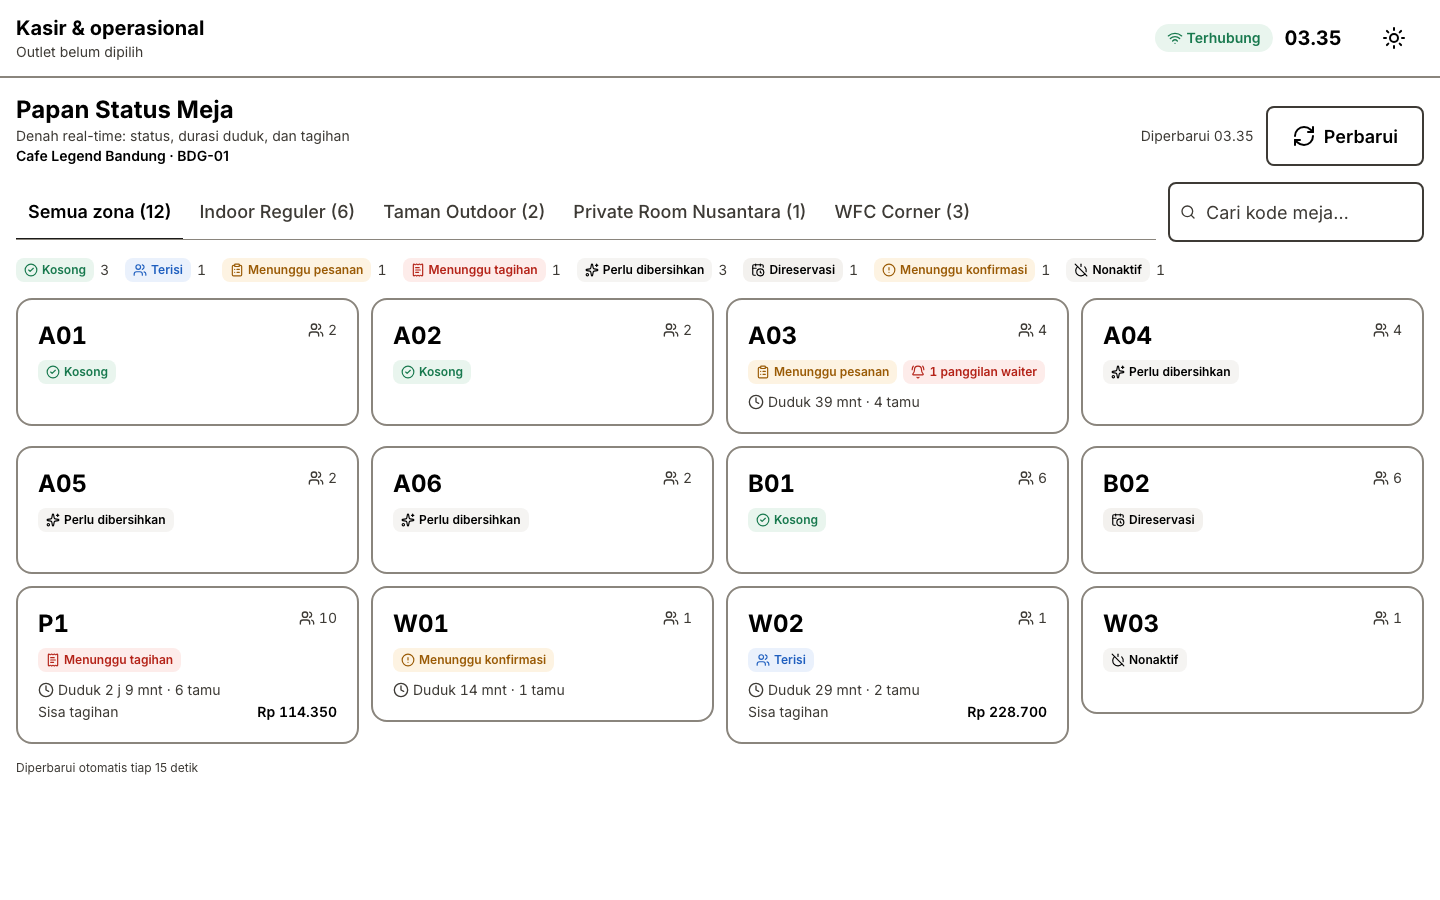 Kasir & operasional
Outlet belum dipilih
Terhubung 03.35
Papan Status Meja
Denah real-time: status, durasi duduk, dan tagihan
Cafe Legend Bandung · BDG-01
Diperbarui 03.35
Perbarui
Semua zona (12) Indoor Reguler (6) Taman Outdoor (2) Private Room Nusantara (1) WFC Corner (3)
Cari kode meja...
Kosong 3 Terisi 1 Menunggu pesanan 1 Menunggu tagihan 1 Perlu dibersihkan 3 Direservasi 1 Menunggu konfirmasi 1 Nonaktif 1
A01 2
Kosong
A02 2
Kosong
A03 4
Menunggu pesanan 1 panggilan waiter
Duduk 39 mnt · 4 tamu
A04 4
Perlu dibersihkan
A05 2
Perlu dibersihkan
A06 2
Perlu dibersihkan
B01 6
Kosong
B02 6
Direservasi
P1 10
Menunggu tagihan
Duduk 2 j 9 mnt · 6 tamu
Sisa tagihan Rp 114.350
W01 1
Menunggu konfirmasi
Duduk 14 mnt · 1 tamu
W02 1
Terisi
Duduk 29 mnt · 2 tamu
Sisa tagihan Rp 228.700
W03 1
Nonaktif
Diperbarui otomatis tiap 15 detik